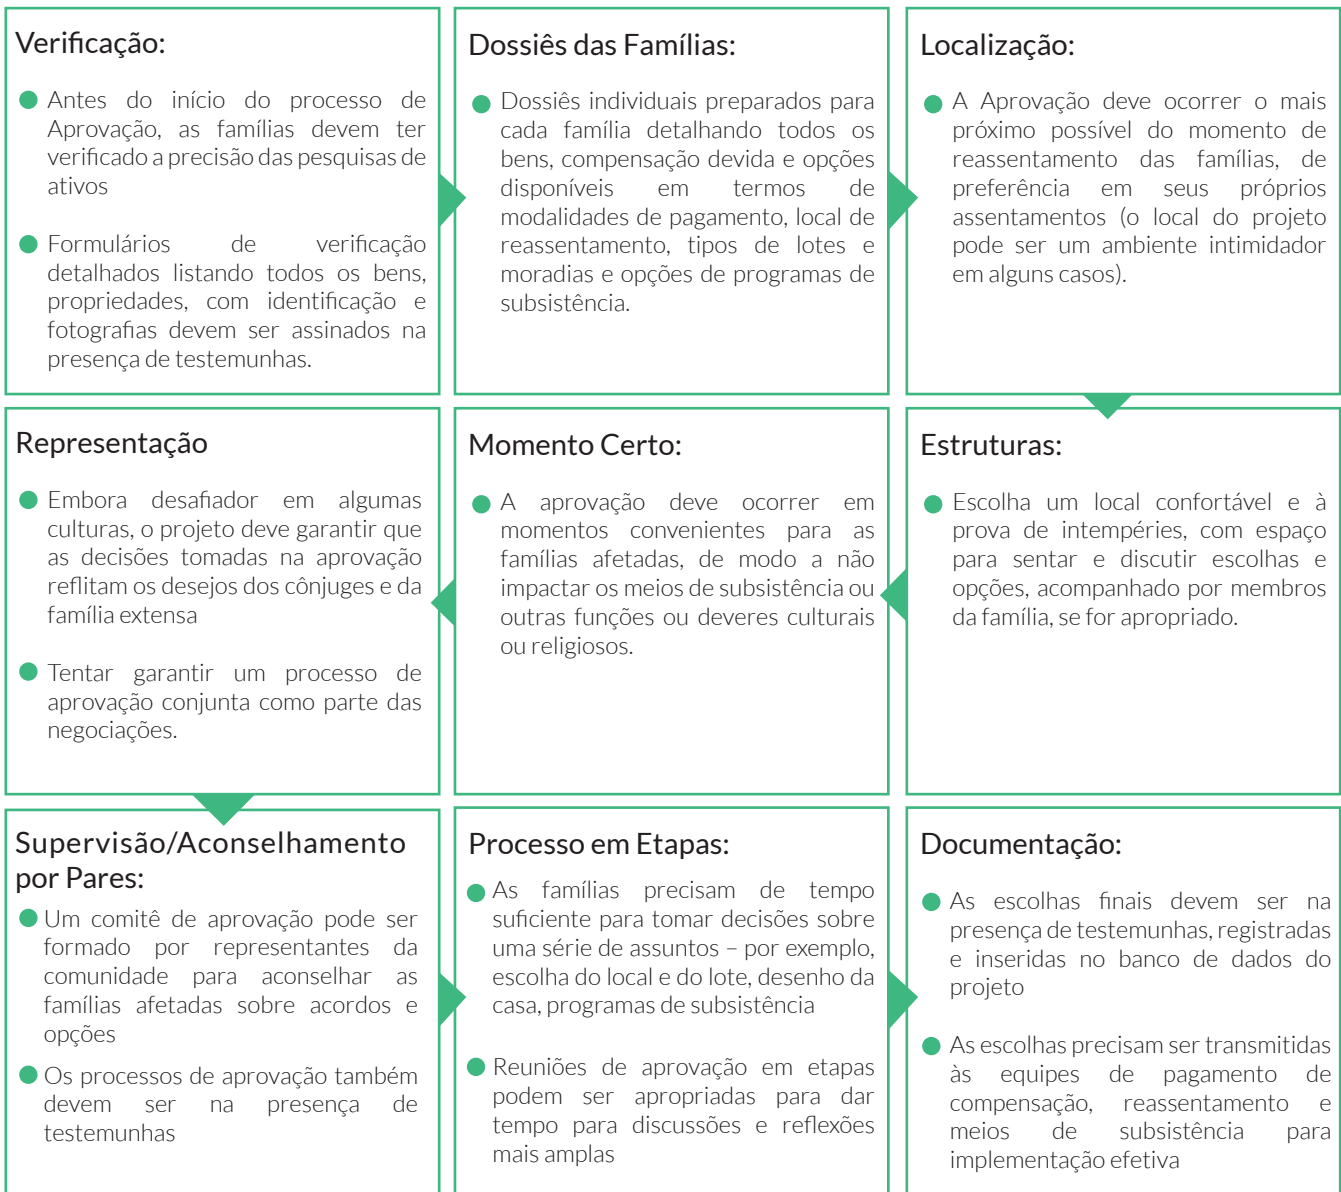 Verificação:
Antes do início do processo de
Aprovação, as famílias devem ter
verificado a precisão das pesquisas de
ativos
Formulários de verificação
detalhados listando todos os bens,
propriedades, com identificação e
fotografias devem ser assinados na
presença de testemunhas.
Dossiês das Famílias:
Dossiês individuais preparados para
cada família detalhando todos os
bens, compensação devida e opções
disponíveis em termos de
modalidades de pagamento, local de
reassentamento, tipos de lotes e
moradias e opções de programas de
subsistência.
Localização:
A Aprovação deve ocorrer o mais
próximo possível do momento de
reassentamento das famílias, de
preferência em seus próprios
assentamentos (o local do projeto
pode ser um ambiente intimidador
em alguns casos).
Estruturas:
Escolha um local confortável e à
prova de intempéries, com espaço
para sentar e discutir escolhas e
opções, acompanhado por membros
da família, se for apropriado.
Momento Certo:
A aprovação deve ocorrer em
momentos convenientes para as
famílias afetadas, de modo a não
impactar os meios de subsistência ou
outras funções ou deveres culturais
ou religiosos.
Representação
Embora desafiador em algumas
culturas, o projeto deve garantir que
as decisões tomadas na aprovação
reflitam os desejos dos cônjuges e da
família extensa
Tentar garantir um processo de
aprovação conjunta como parte das
negociações.
Supervisão/Aconselhamento
por Pares:
Um comitê de aprovação pode ser
formado por representantes da
comunidade para aconselhar as
famílias afetadas sobre acordos e
opções
Os processos de aprovação também
devem ser na presença de
testemunhas
Processo em Etapas:
As famílias precisam de tempo
suficiente para tomar decisões sobre
uma série de assuntos – por exemplo,
escolha do local e do lote, desenho da
casa, programas de subsistência
Reuniões de aprovação em etapas
podem ser apropriadas para dar
tempo para discussões e reflexões
mais amplas
Documentação:
As escolhas finais devem ser na
presença de testemunhas, registradas
e inseridas no banco de dados do
projeto
As escolhas precisam ser transmitidas
às equipes de pagamento de
compensação, reassentamento e
meios de subsistência para
implementação efetiva